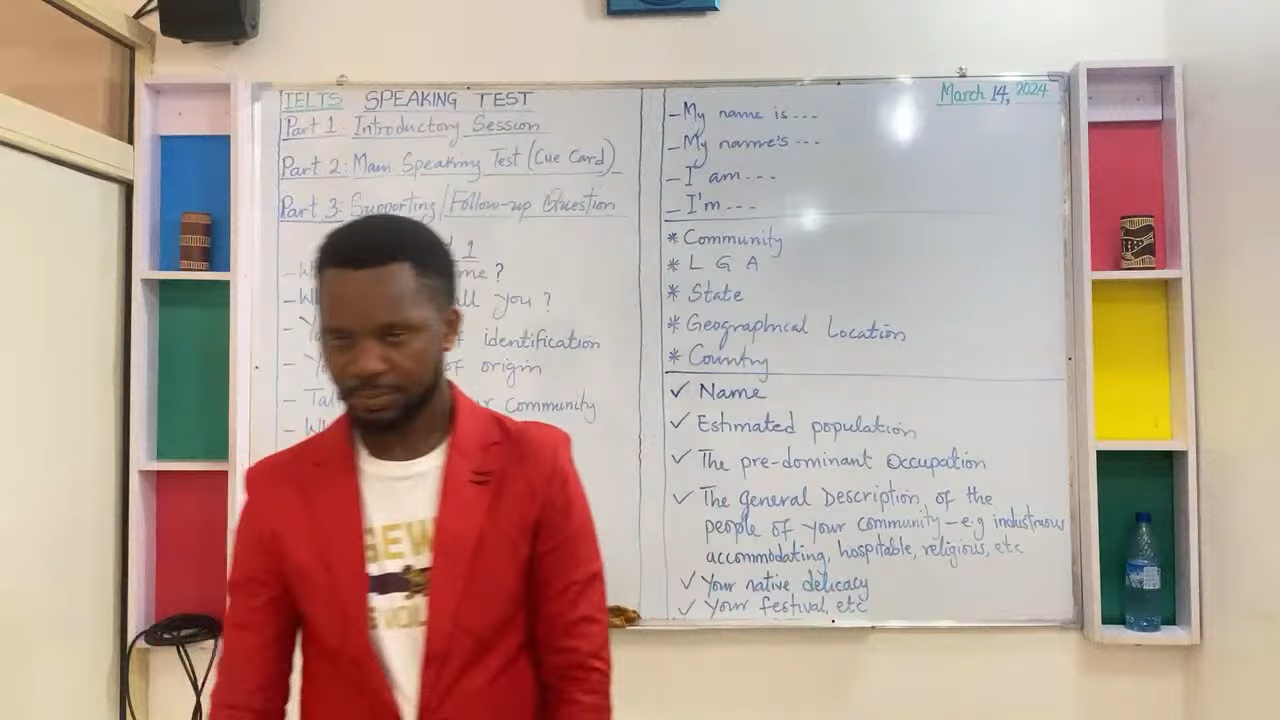 IELTS SPEAKING TEST
Part 1 Introductory Session
Part 2: Main Speaking Test (Cue Card)
Part 3: Supporting/Follow-up Question
1
?
you ?
identification
of origin
community
March 14, 2024
- My name is ---
- My name's ---
- I am ---
- I'm ---
* Community
* L G A
* State
* Geographical Location
* Country
✓ Name
✓ Estimated population
✓ The pre-dominant Occupation
✓ The general Description of the
people of your community - e.g industrious
accommodating, hospitable, religious, etc
✓ Your native delicacy
✓ Your festival, etc